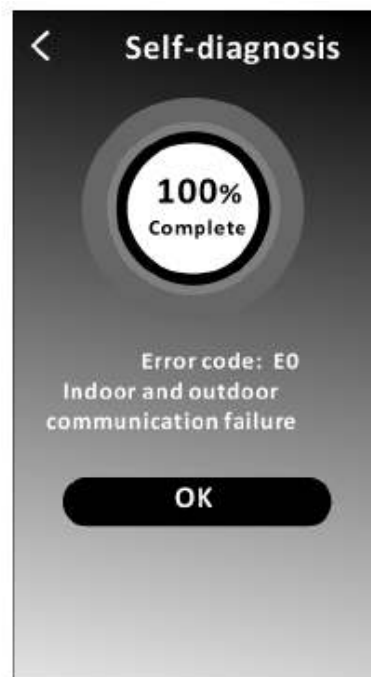 Self-diagnosis
100%
Complete
Error code: E0
Indoor and outdoor
communication failure
OK